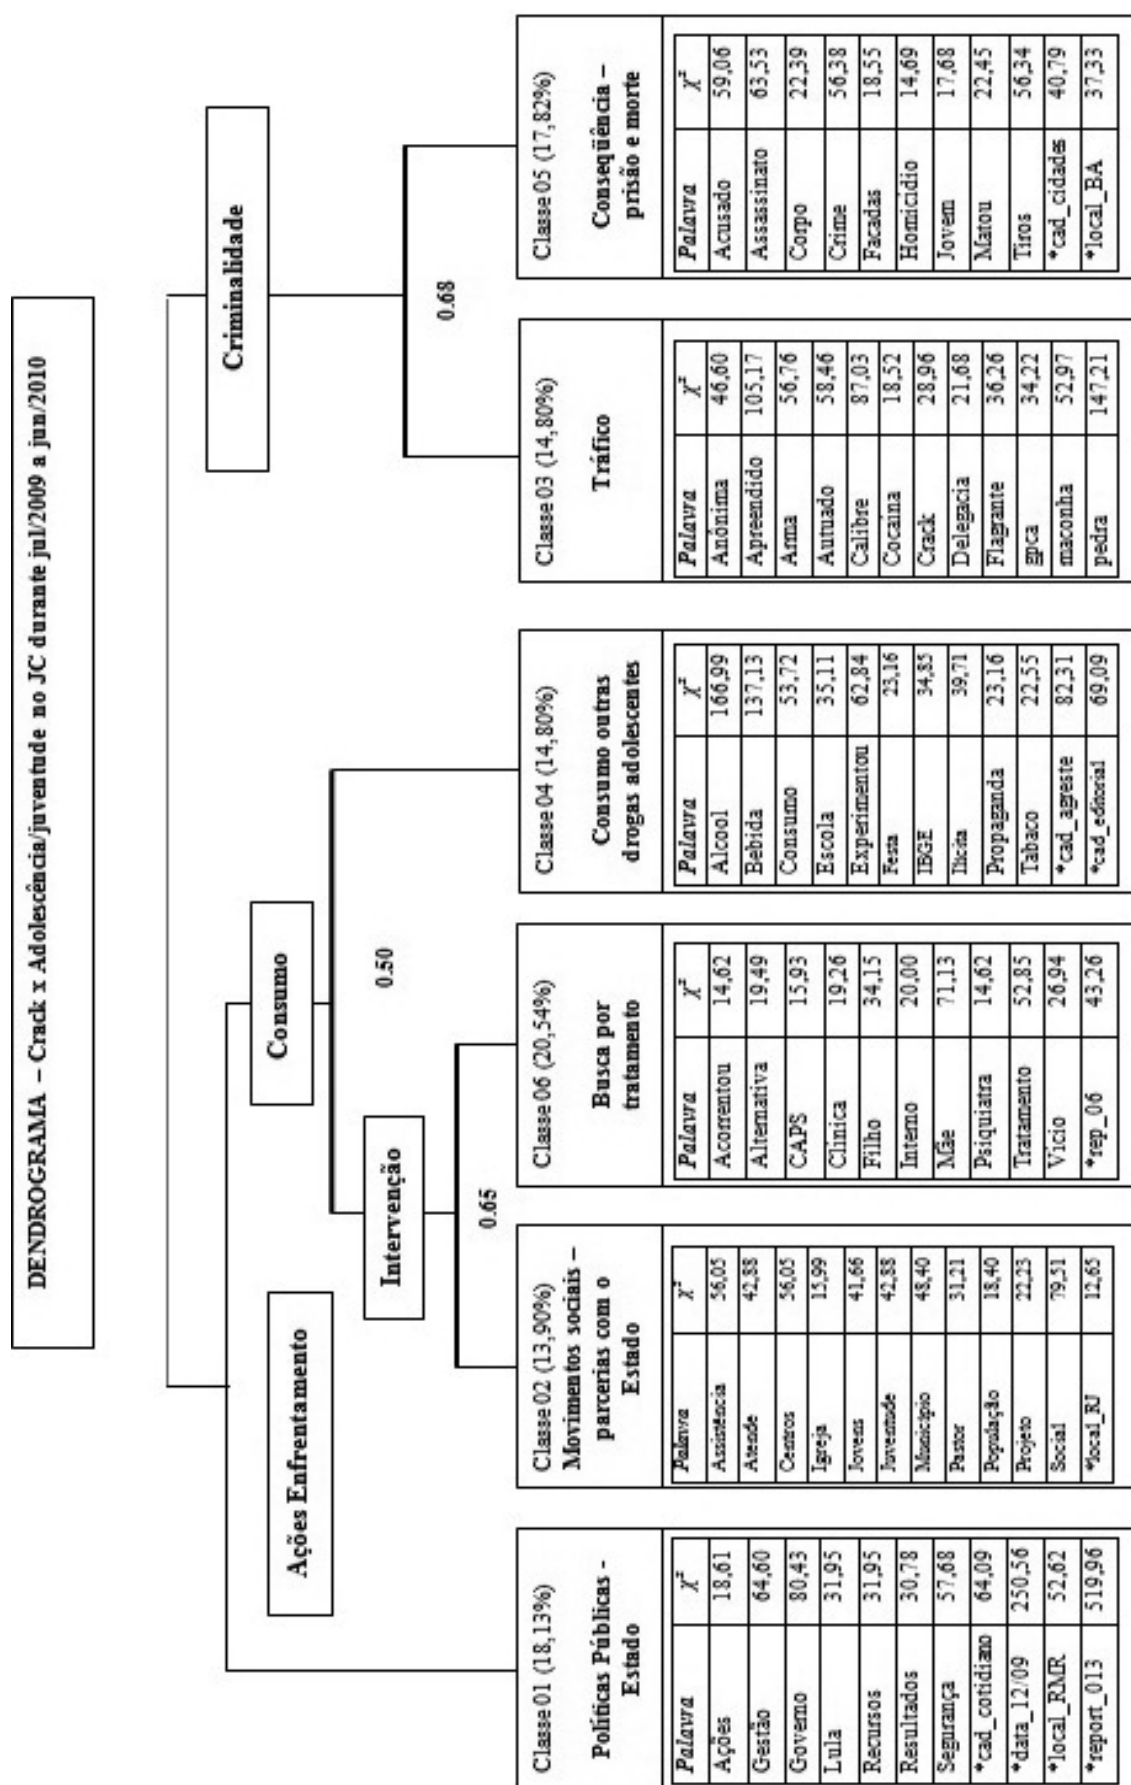 DENDROGRAMA – Crack x Adolescência/juventude no JC durante jul/2009 a jun/2010
Ações Enfrentamento
Criminalidade
Consumo
0.50
Intervenção
0.65
0.68
Classe 01 (18,13%)
Políticas Públicas -
Estado
Palavra χ²
Ações 18,61
Gestão 64,60
Governo 80,43
Lula 31,95
Recursos 31,95
Resultados 30,78
Segurança 57,68
*cad_cotidiano 64,09
*data_12/09 250,56
*local_RMR 52,62
*report_013 519,96
Classe 02 (13,90%)
Movimentos sociais –
parcerias com o
Estado
Palavra χ²
Assistência 56,05
Atende 42,88
Centros 56,05
Igreja 15,99
Jovens 41,66
Juventude 42,88
Município 48,40
Pastor 31,21
População 18,40
Projeto 22,23
Social 79,51
*local_RJ 12,65
Classe 06 (20,54%)
Busca por
tratamento
Palavra χ²
Acorrentou 14,62
Alternativa 19,49
CAPS 15,93
Clínica 19,26
Filho 34,15
Interno 20,00
Mãe 71,13
Psiquiatra 14,62
Tratamento 52,85
Vício 26,94
*rep_06 43,26
Classe 04 (14,80%)
Consumo outras
drogas adolescentes
Palavra χ²
Alcool 166,99
Bebida 137,13
Consumo 53,72
Escola 35,11
Experimentou 62,84
Festa 23,16
IBGE 34,85
Ilícita 39,71
Propaganda 23,16
Tabaco 22,55
*cad_agreste 82,31
*cad_editorial 69,09
Classe 03 (14,80%)
Tráfico
Palavra χ²
Anônima 46,60
Apreendido 105,17
Arma 56,76
Autuado 58,46
Calibre 87,03
Cocaína 18,52
Crack 28,96
Delegacia 21,68
Flagrante 36,26
gpca 34,22
maconha 52,97
pedra 147,21
Classe 05 (17,82%)
Conseqüência –
prisão e morte
Palavra χ²
Acusado 59,06
Assassinato 63,53
Corpo 22,39
Crime 56,38
Facadas 18,55
Homicídio 14,69
Jovem 17,68
Matou 22,45
Tiros 56,34
*cad_cidades 40,79
*local_BA 37,33